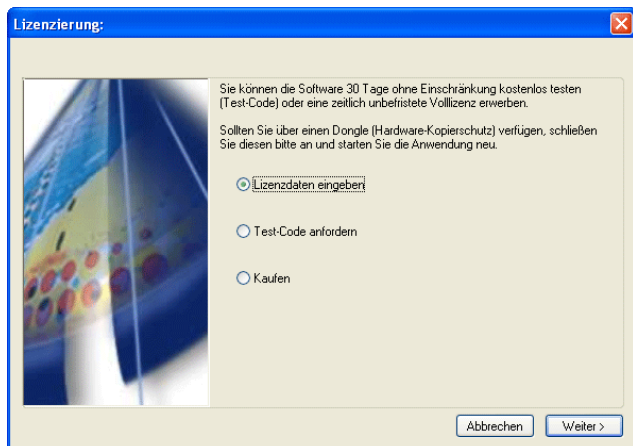 Lizenzierung:
Sie können die Software 30 Tage ohne Einschränkung kostenlos testen
(Test-Code) oder eine zeitlich unbefristete Volllizenz erwerben.
Sollten Sie über einen Dongle (Hardware-Kopierschutz) verfügen, schließen
Sie diesen bitte an und starten Sie die Anwendung neu.
Lizenzdaten eingeben
Test-Code anfordern
Kaufen
Abbrechen
Weiter >